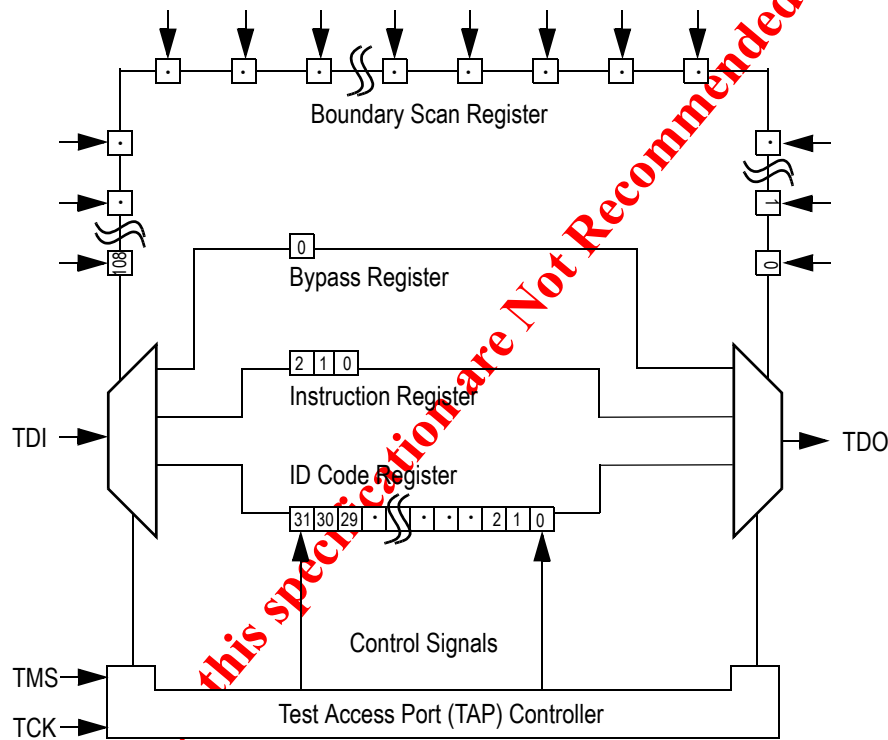 Boundary Scan Register
108
1
0
0
Bypass Register
2 1 0
Instruction Register
TDI
TDO
ID Code Register
31 30 29 · · · · 2 1 0
Control Signals
TMS
TCK
Test Access Port (TAP) Controller
this specification are Not Recommended